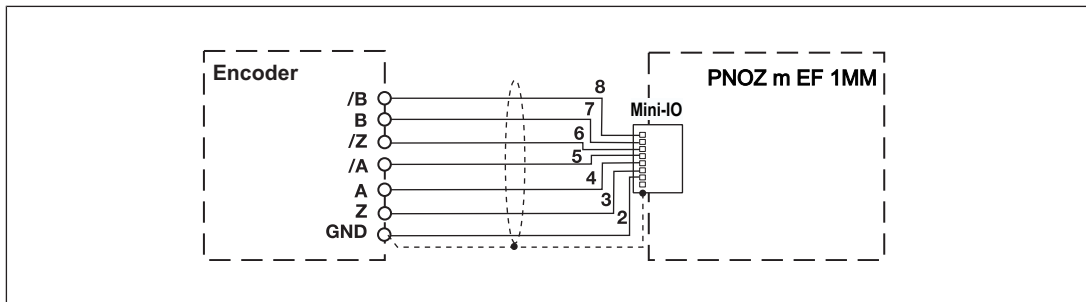 Encoder
PNOZ m EF 1MM
Mini-IO
/B
8
B
7
/Z
6
/A
5
A
4
Z
3
GND
2